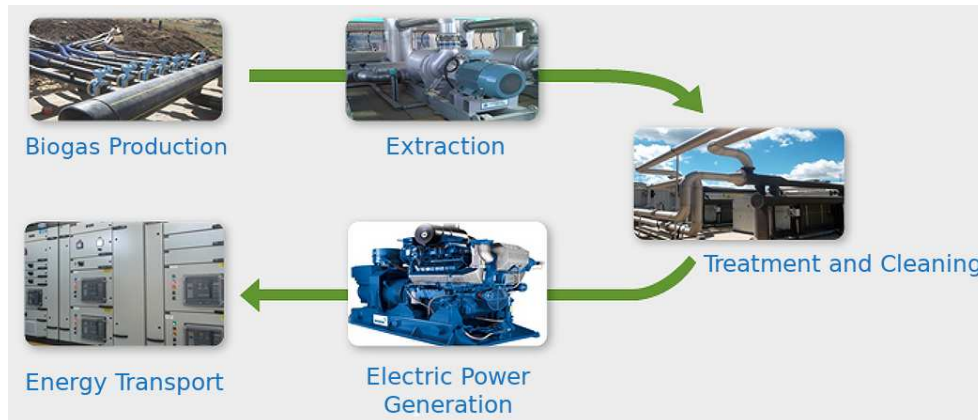 Biogas Production
Extraction
Treatment and Cleaning
Electric Power
Generation
Energy Transport